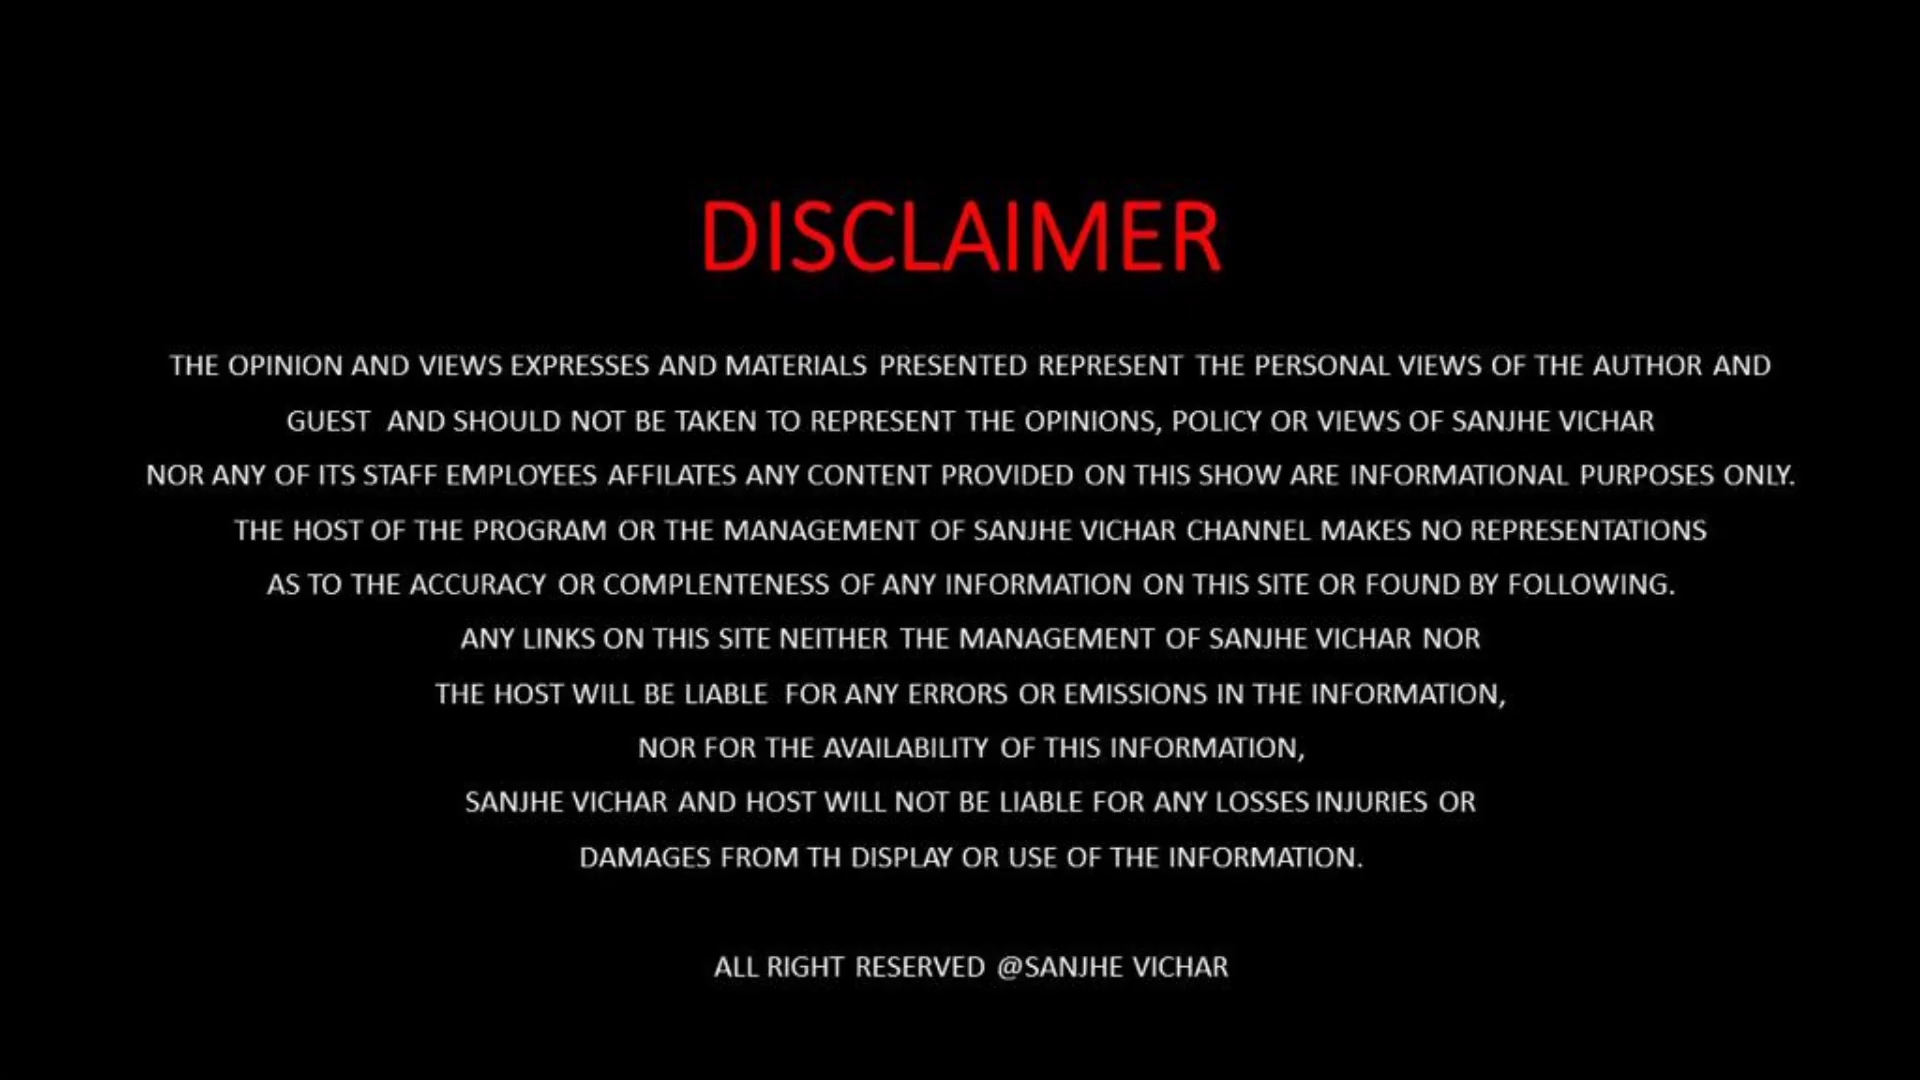 DISCLAIMER
THE OPINION AND VIEWS EXPRESSES AND MATERIALS PRESENTED REPRESENT THE PERSONAL VIEWS OF THE AUTHOR AND
GUEST AND SHOULD NOT BE TAKEN TO REPRESENT THE OPINIONS, POLICY OR VIEWS OF SANJHE VICHAR
NOR ANY OF ITS STAFF EMPLOYEES AFFILATES ANY CONTENT PROVIDED ON THIS SHOW ARE INFORMATIONAL PURPOSES ONLY.
THE HOST OF THE PROGRAM OR THE MANAGEMENT OF SANJHE VICHAR CHANNEL MAKES NO REPRESENTATIONS
AS TO THE ACCURACY OR COMPLENTENESS OF ANY INFORMATION ON THIS SITE OR FOUND BY FOLLOWING.
ANY LINKS ON THIS SITE NEITHER THE MANAGEMENT OF SANJHE VICHAR NOR
THE HOST WILL BE LIABLE FOR ANY ERRORS OR EMISSIONS IN THE INFORMATION,
NOR FOR THE AVAILABILITY OF THIS INFORMATION,
SANJHE VICHAR AND HOST WILL NOT BE LIABLE FOR ANY LOSSES INJURIES OR
DAMAGES FROM TH DISPLAY OR USE OF THE INFORMATION.
ALL RIGHT RESERVED @SANJHE VICHAR